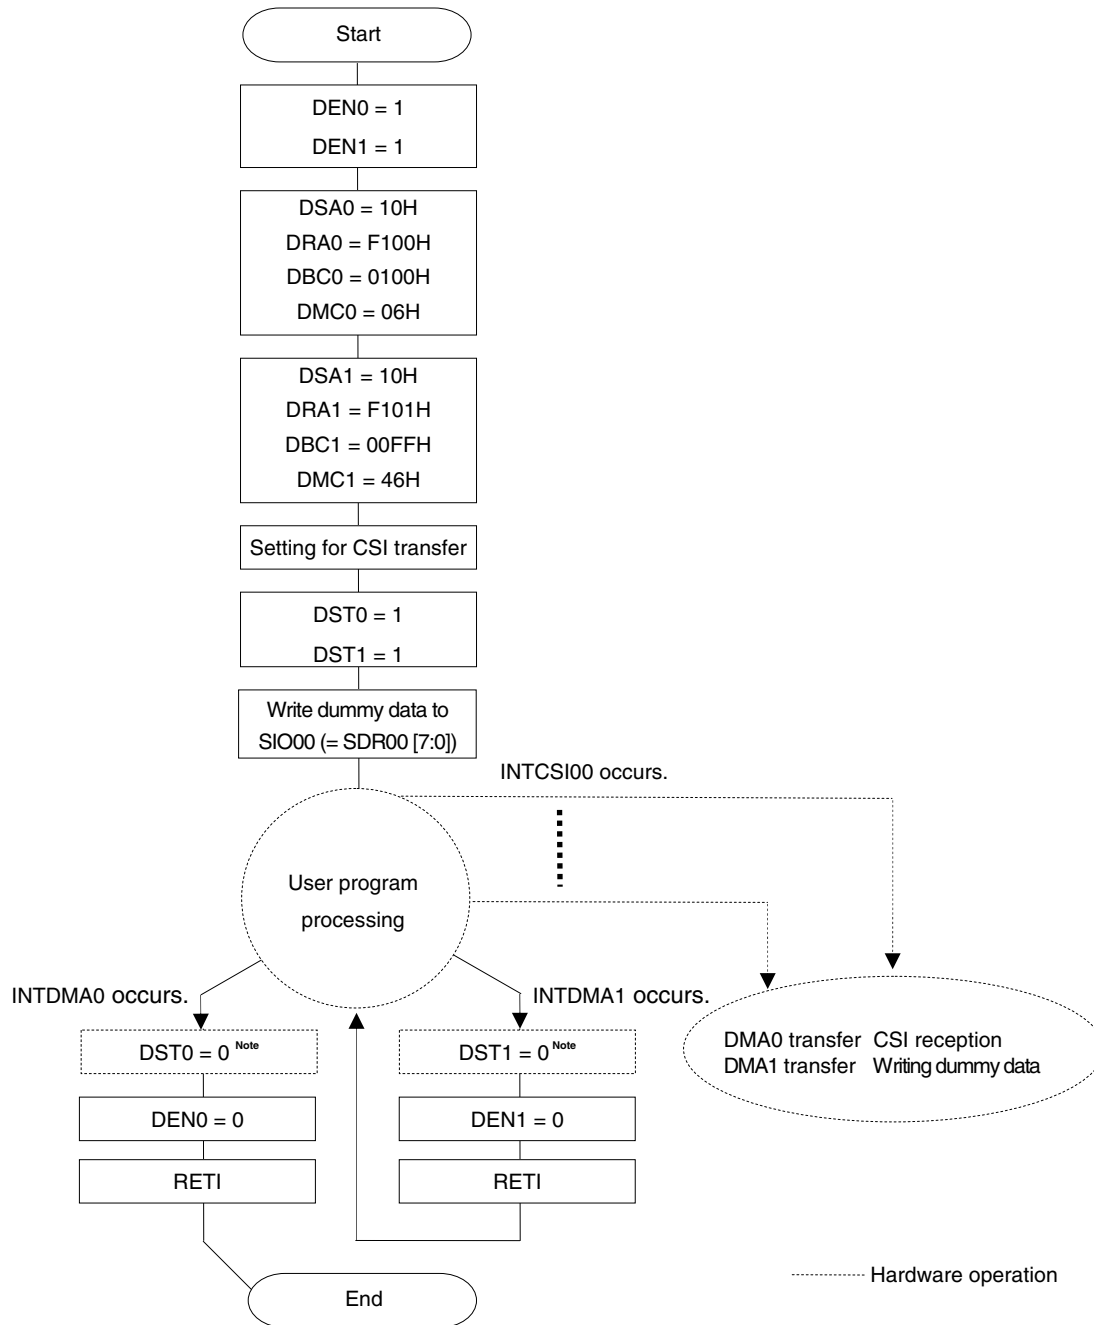 Start
DEN0 = 1
DEN1 = 1
DSA0 = 10H
DRA0 = F100H
DBC0 = 0100H
DMC0 = 06H
DSA1 = 10H
DRA1 = F101H
DBC1 = 00FFH
DMC1 = 46H
Setting for CSI transfer
DST0 = 1
DST1 = 1
Write dummy data to
SIO00 (= SDR00 [7:0])
INTCSI00 occurs.
User program
processing
INTDMA0 occurs.
INTDMA1 occurs.
DST0 = 0 Note
DST1 = 0 Note
DMA0 transfer CSI reception
DMA1 transfer Writing dummy data
DEN0 = 0
DEN1 = 0
RETI
RETI
Hardware operation
End